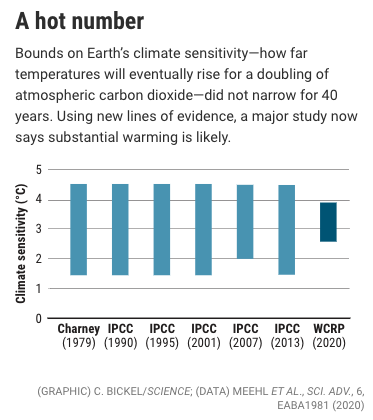 A hot number
Bounds on Earth’s climate sensitivity—how far
temperatures will eventually rise for a doubling of
atmospheric carbon dioxide—did not narrow for 40
years. Using new lines of evidence, a major study now
says substantial warming is likely.
Climate sensitivity (°C)
5
4
3
2
1
0
Charney IPCC IPCC IPCC IPCC IPCC WCRP
(1979) (1990) (1995) (2001) (2007) (2013) (2020)
(GRAPHIC) C. BICKEL/SCIENCE; (DATA) MEEHL ET AL., SCI. ADV., 6,
EABA1981 (2020)